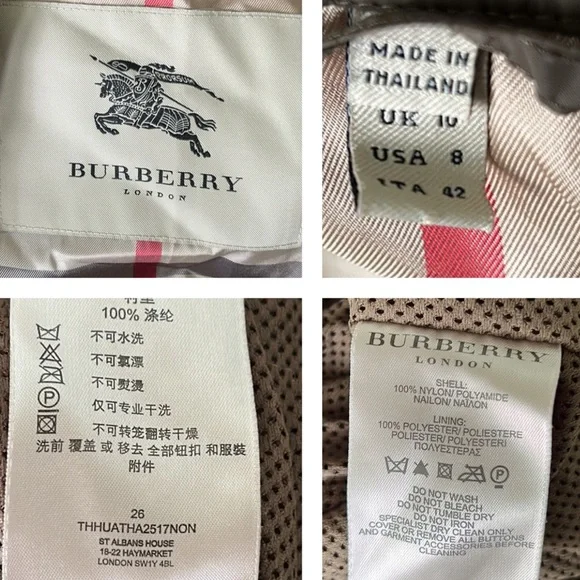 PRORSUM
BURBERRY
LONDON
MADE IN
THAILAND
UK 10
USA 8
ITA 42
100% 涤纶
不可水洗
不可氯漂
不可熨燙
仅可专业干洗
不可转笼翻转干燥
洗前 覆盖 或 移去 全部钮扣 和服裝
附件
26
THHUATHA2517NON
ST ALBANS HOUSE
18-22 HAYMARKET
LONDON SW1Y 4BL
BURBERRY
LONDON
SHELL:
100% NYLON/ POLYAMIDE
NAILON/ ΝΑΪΛΟΝ
LINING:
100% POLYESTER/ POLIESTERE
POLIESTER/ POLYESTER/
ΠΟΛΥΕΣΤΕΡΑΣ
DO NOT WASH
DO NOT BLEACH
DO NOT TUMBLE DRY
DO NOT IRON
SPECIALIST DRY CLEAN ONLY
COVER OR REMOVE ALL BUTTONS
AND GARMENT ACCESSORIES BEFORE
CLEANING